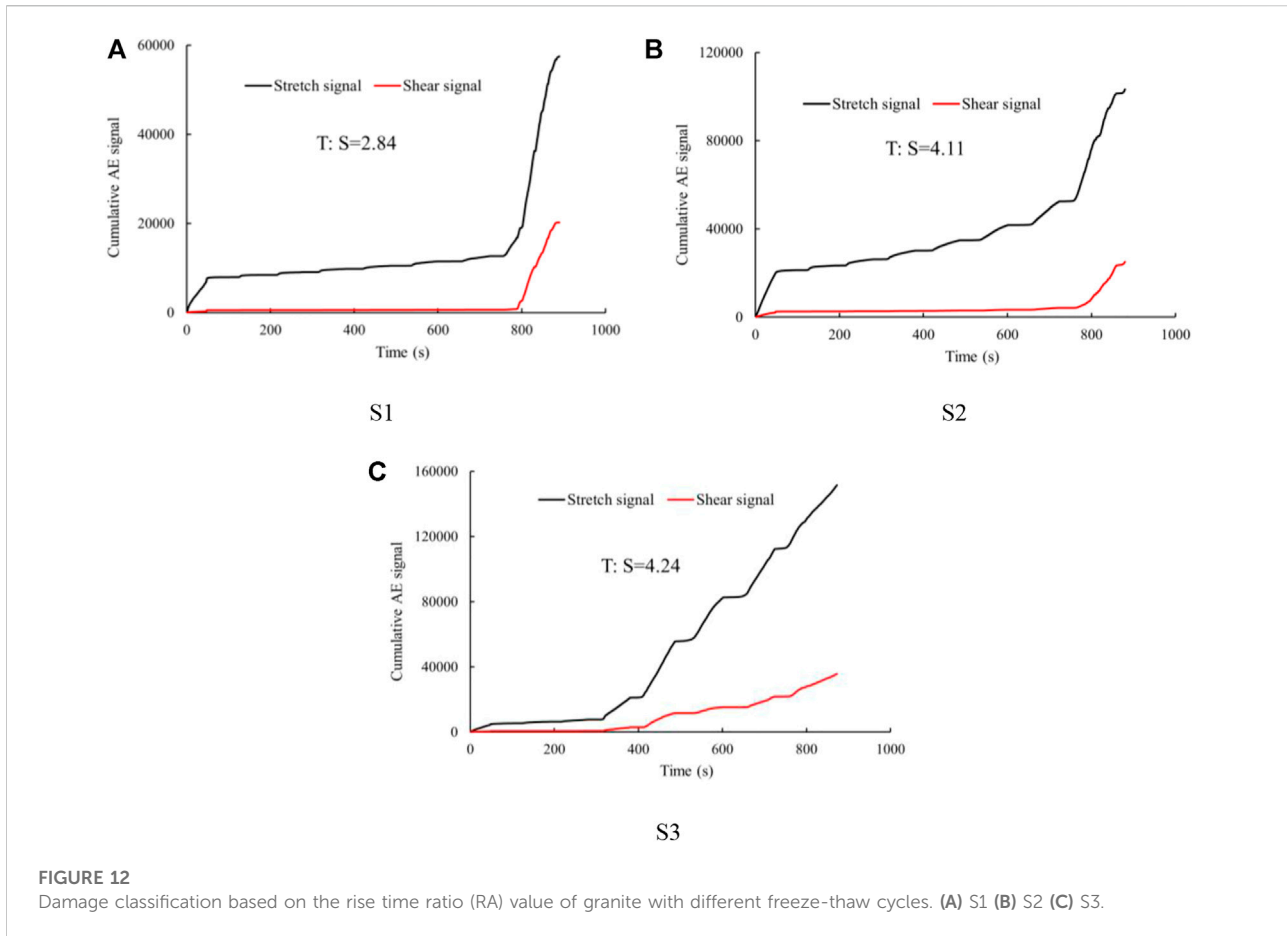 A
60000
40000
20000
0
Cumulative AE signal
Stretch signal Shear signal
T: S=2.84
0 200 400 600 800 1000
Time (s)
S1
B
120000
80000
40000
0
Cumulative AE signal
Stretch signal Shear signal
T: S=4.11
0 200 400 600 800 1000
Time (s)
S2
C
160000
120000
80000
40000
0
Cumulative AE signal
Stretch signal Shear signal
T: S=4.24
0 200 400 600 800 1000
Time (s)
S3
FIGURE 12
Damage classification based on the rise time ratio (RA) value of granite with different freeze-thaw cycles. (A) S1 (B) S2 (C) S3.